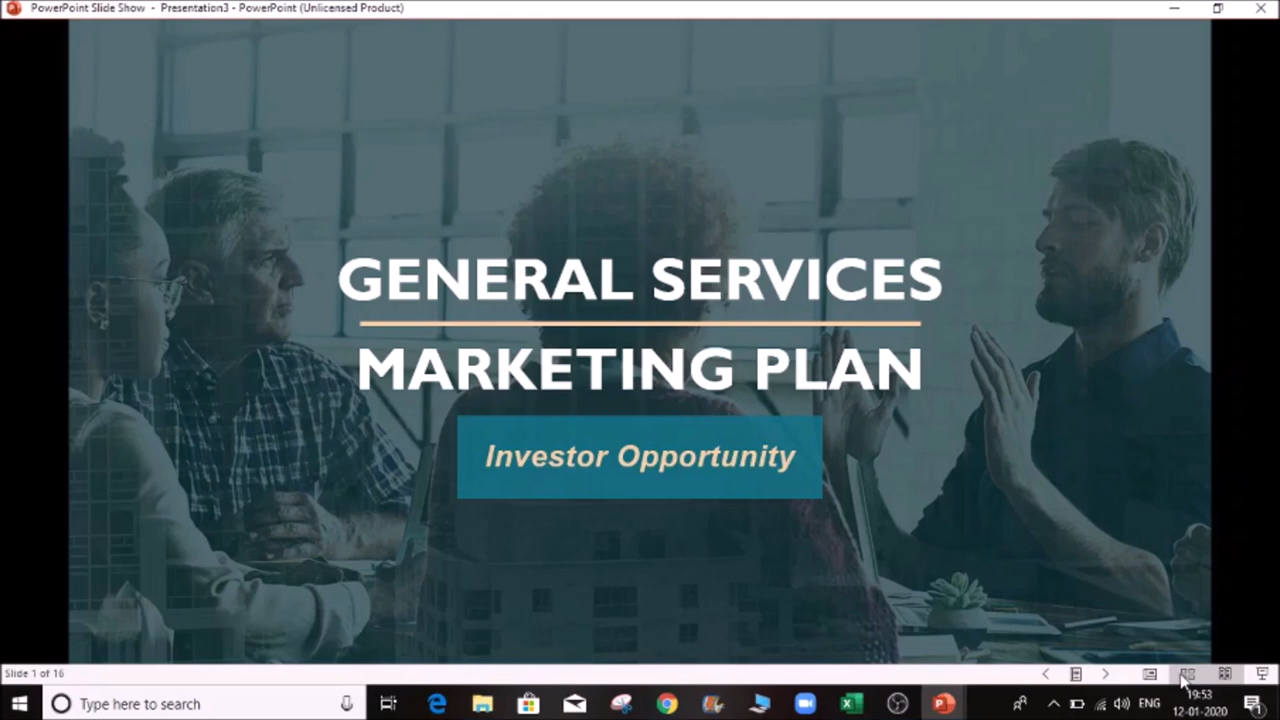 PowerPoint Slide Show - Presentation3 - PowerPoint (Unlicensed Product)
GENERAL SERVICES
MARKETING PLAN
Investor Opportunity
Slide 1 of 16
Type here to search
ENG
19:53
12-01-2020
1